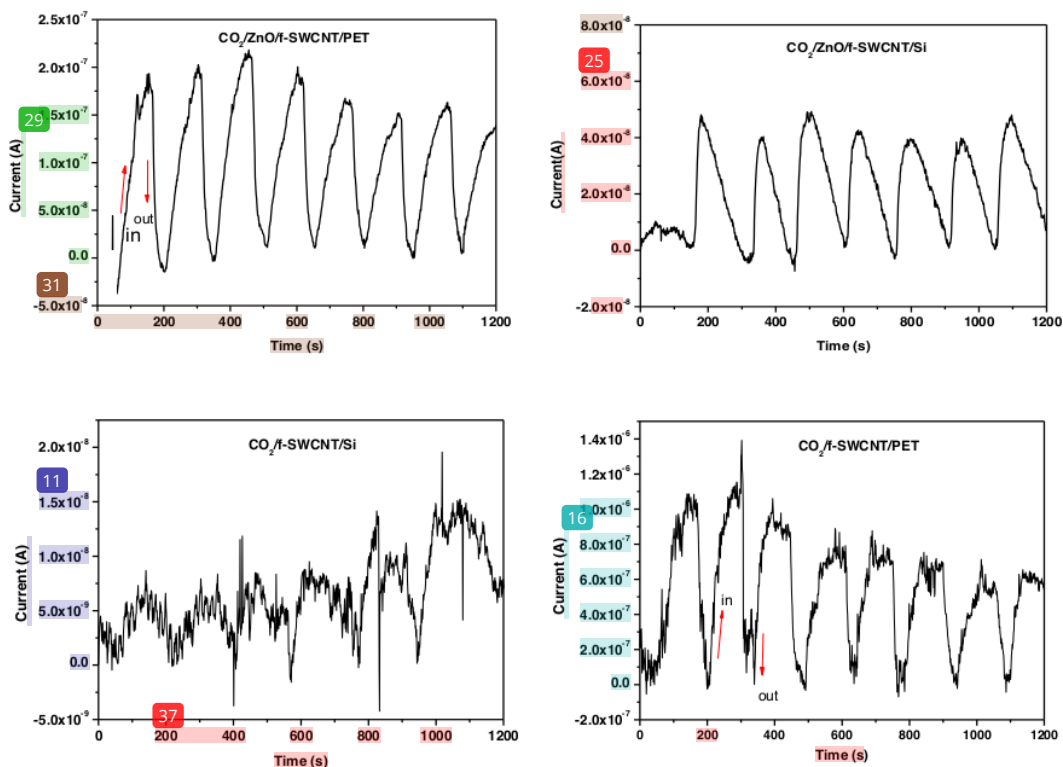 CO2/ZnO/f-SWCNT/PET
2.5x10-7
2.0x10-7
1.5x10-7
1.0x10-7
5.0x10-8
0.0
-5.0x10-8
29
31
Current (A)
in
out
0 200 400 600 800 1000 1200
Time (s)
CO2/ZnO/f-SWCNT/Si
8.0x10-8
6.0x10-8
4.0x10-8
2.0x10-8
0.0
-2.0x10-8
25
Current(A)
0 200 400 600 800 1000 1200
Time (s)
CO2/f-SWCNT/Si
2.0x10-8
1.5x10-8
1.0x10-8
5.0x10-9
0.0
-5.0x10-9
11
Current (A)
37
0 200 400 600 800 1000 1200
Time (s)
CO2/f-SWCNT/PET
1.4x10-6
1.2x10-6
1.0x10-6
8.0x10-7
6.0x10-7
4.0x10-7
2.0x10-7
0.0
-2.0x10-7
16
Current (A)
in
out
0 200 400 600 800 1000 1200
Time (s)